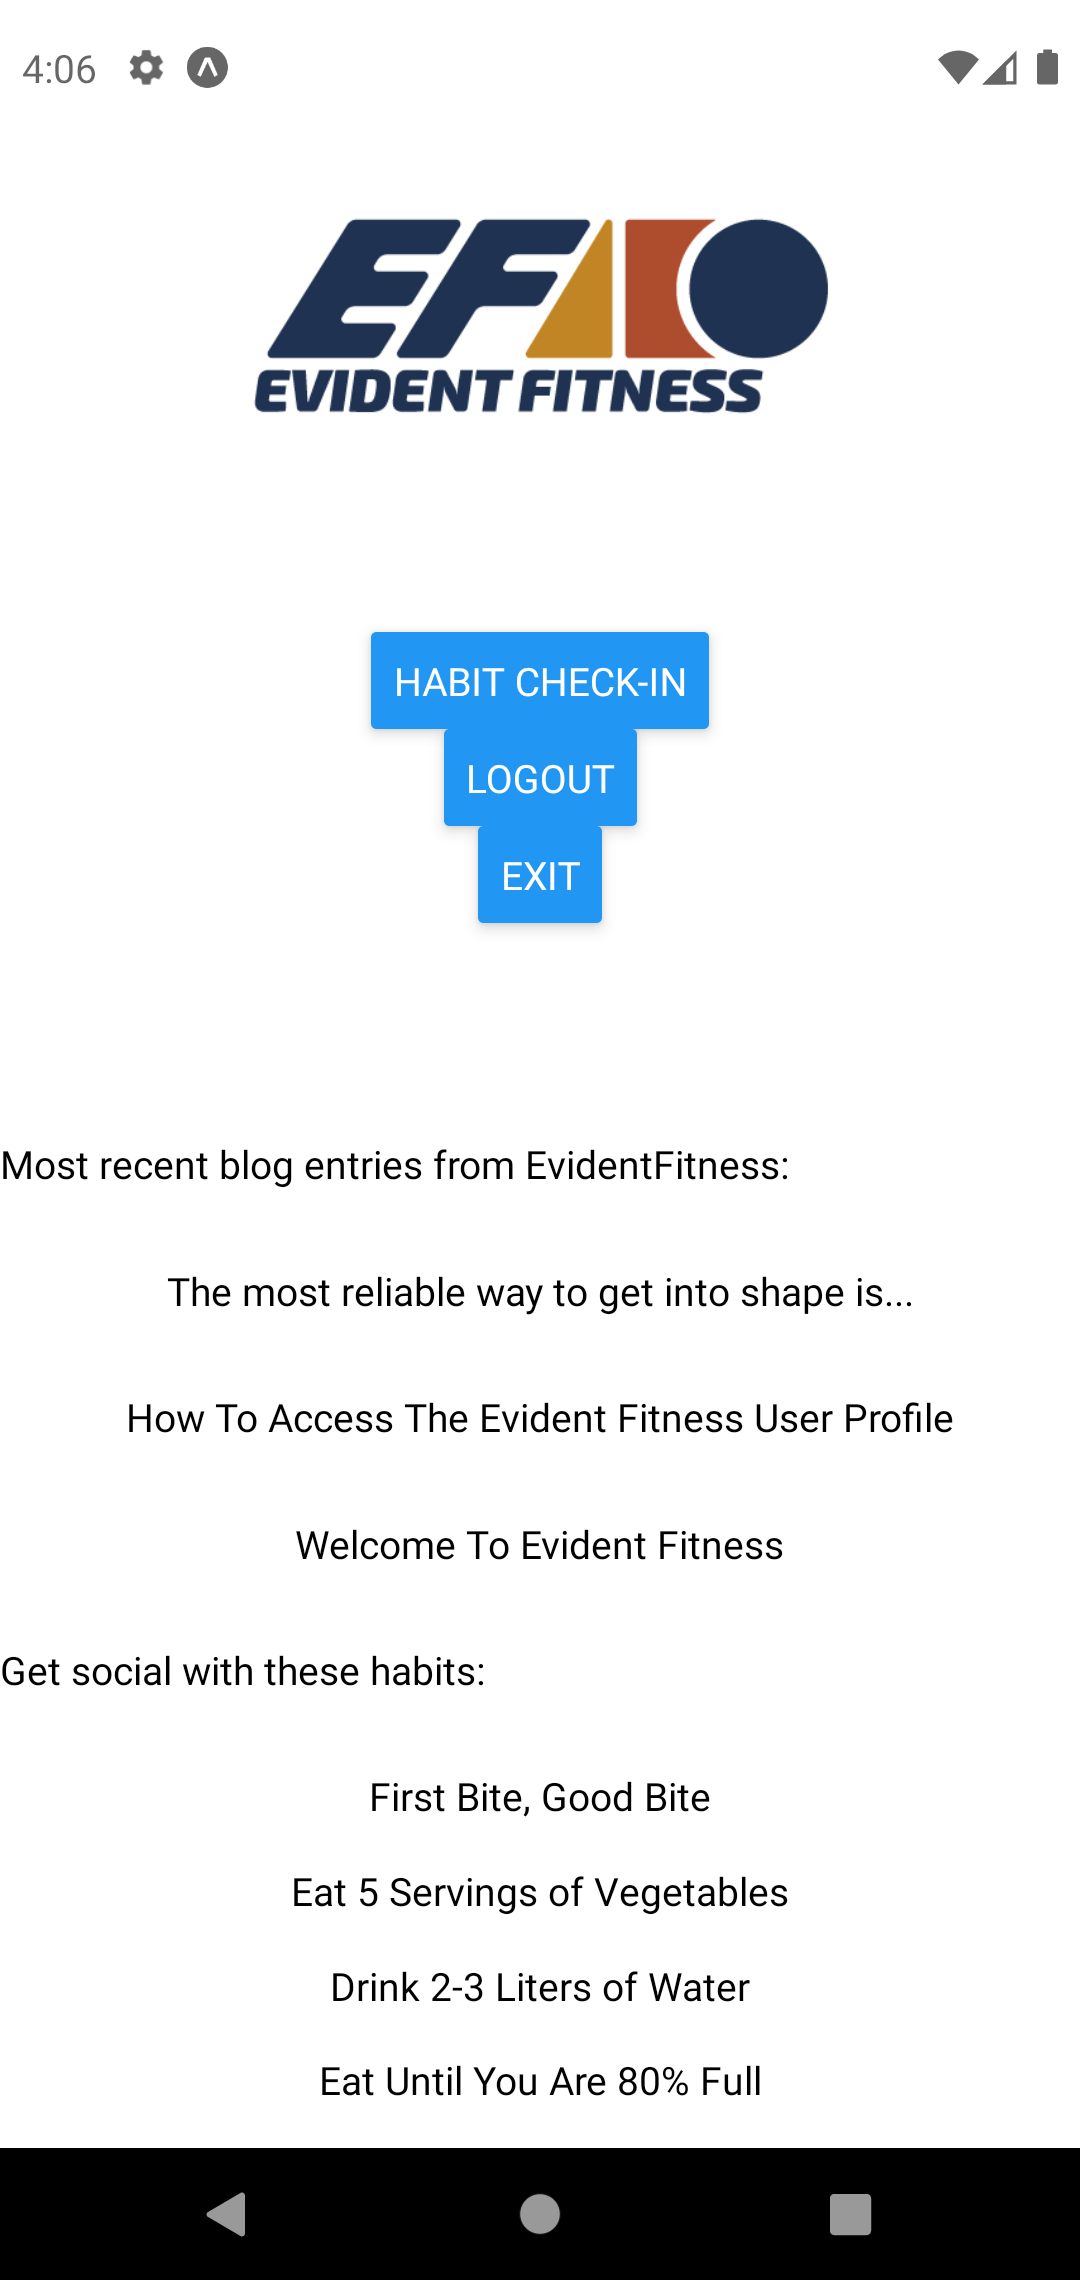 4:06
EF
EVIDENT FITNESS
HABIT CHECK-IN
LOGOUT
EXIT
Most recent blog entries from EvidentFitness:
The most reliable way to get into shape is...
How To Access The Evident Fitness User Profile
Welcome To Evident Fitness
Get social with these habits:
First Bite, Good Bite
Eat 5 Servings of Vegetables
Drink 2-3 Liters of Water
Eat Until You Are 80% Full